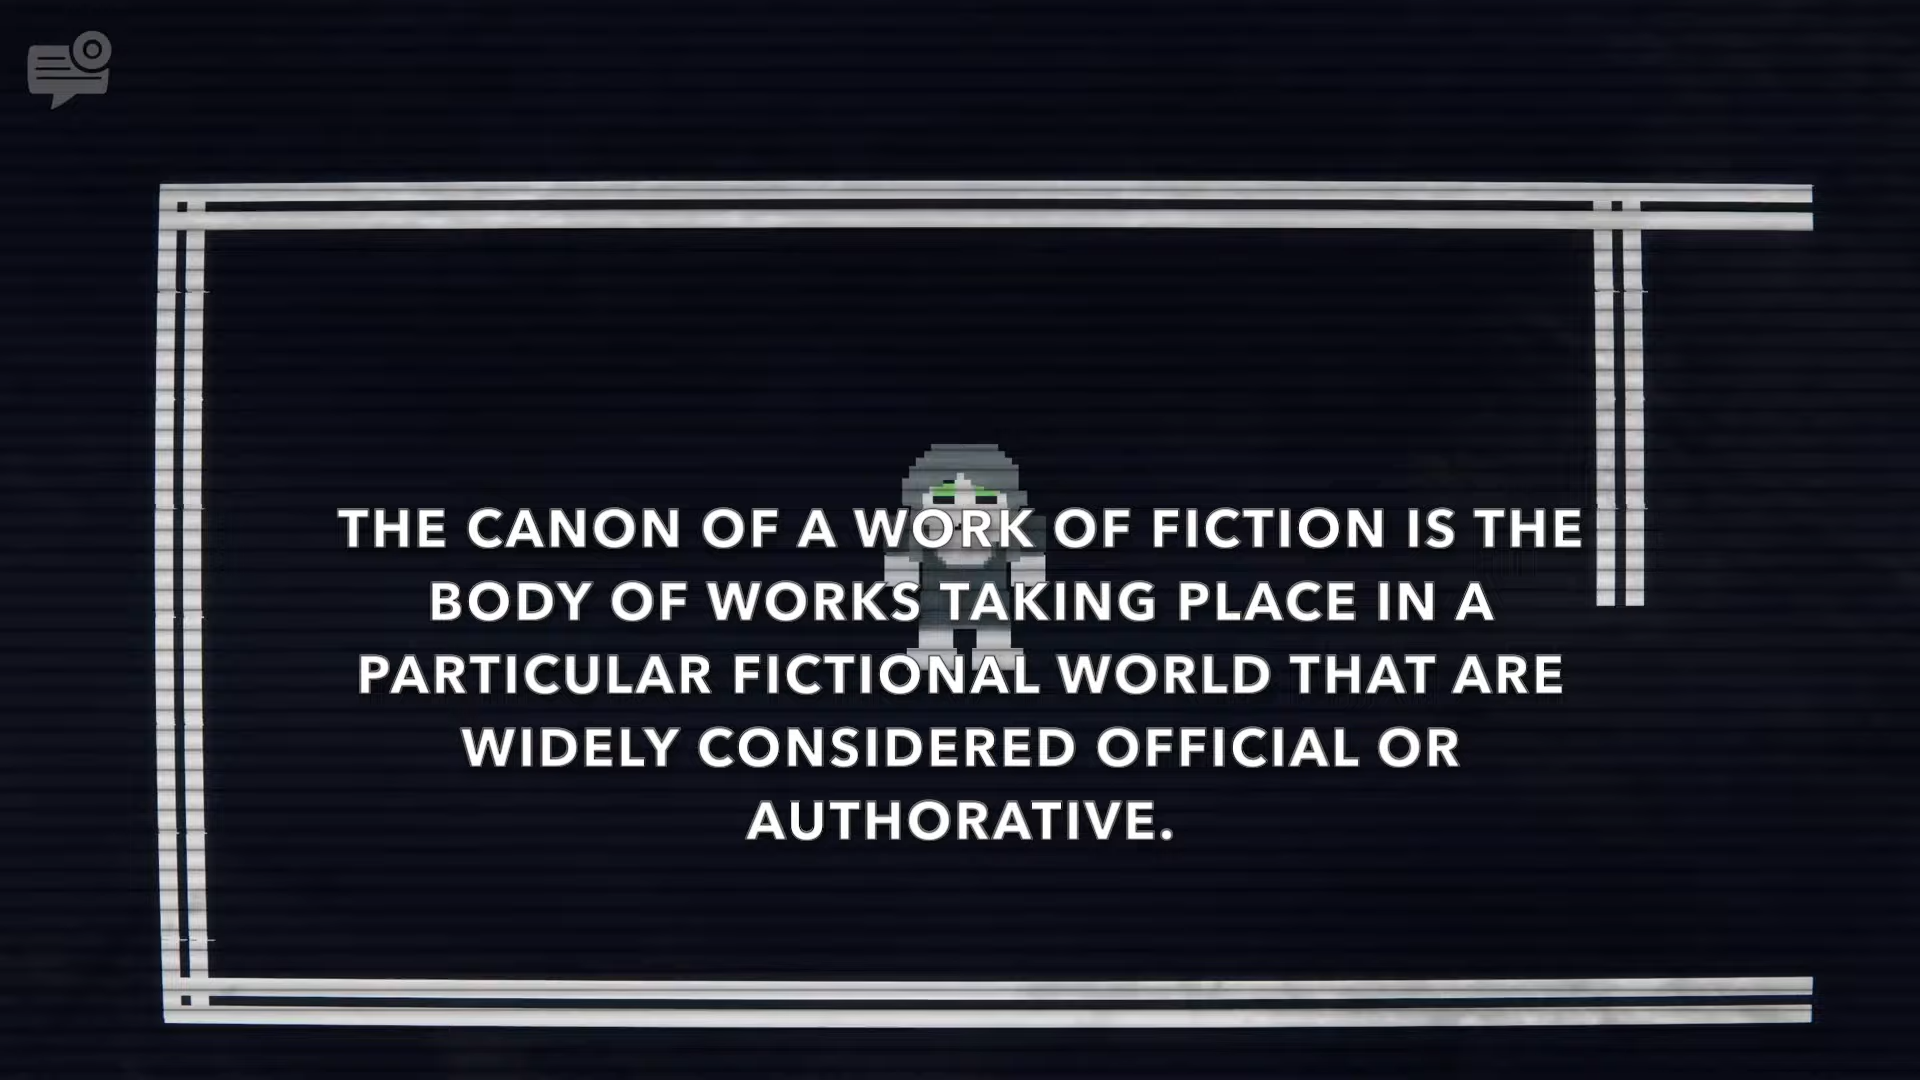 THE CANON OF A WORK OF FICTION IS THE
BODY OF WORKS TAKING PLACE IN A
PARTICULAR FICTIONAL WORLD THAT ARE
WIDELY CONSIDERED OFFICIAL OR
AUTHORATIVE.